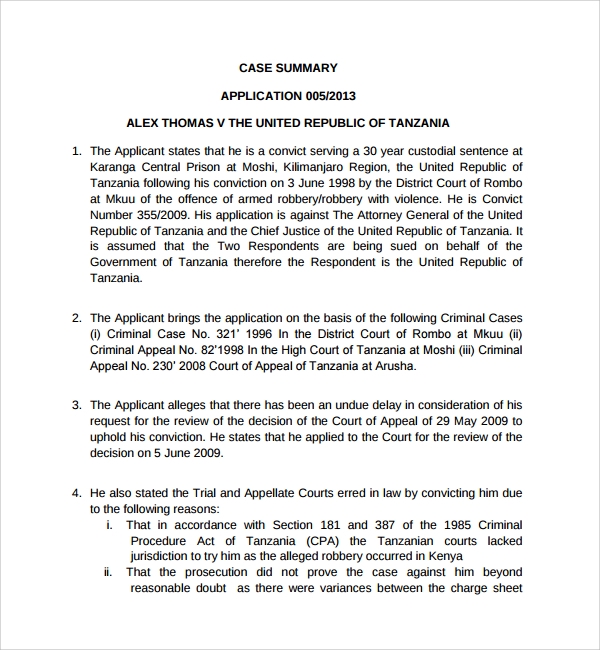 CASE SUMMARY
APPLICATION 005/2013
ALEX THOMAS V THE UNITED REPUBLIC OF TANZANIA
1. The Applicant states that he is a convict serving a 30 year custodial sentence at
Karanga Central Prison at Moshi, Kilimanjaro Region, the United Republic of
Tanzania following his conviction on 3 June 1998 by the District Court of Rombo
at Mkuu of the offence of armed robbery/robbery with violence. He is Convict
Number 355/2009. His application is against The Attorney General of the United
Republic of Tanzania and the Chief Justice of the United Republic of Tanzania. It
is assumed that the Two Respondents are being sued on behalf of the
Government of Tanzania therefore the Respondent is the United Republic of
Tanzania.
2. The Applicant brings the application on the basis of the following Criminal Cases
(i) Criminal Case No. 321' 1996 In the District Court of Rombo at Mkuu (ii)
Criminal Appeal No. 82'1998 In the High Court of Tanzania at Moshi (iii) Criminal
Appeal No. 230' 2008 Court of Appeal of Tanzania at Arusha.
3. The Applicant alleges that there has been an undue delay in consideration of his
request for the review of the decision of the Court of Appeal of 29 May 2009 to
uphold his conviction. He states that he applied to the Court for the review of the
decision on 5 June 2009.
4. He also stated the Trial and Appellate Courts erred in law by convicting him due
to the following reasons:
i. That in accordance with Section 181 and 387 of the 1985 Criminal
Procedure Act of Tanzania (CPA) the Tanzanian courts lacked
jurisdiction to try him as the alleged robbery occurred in Kenya
ii. That the prosecution did not prove the case against him beyond
reasonable doubt as there were variances between the charge sheet